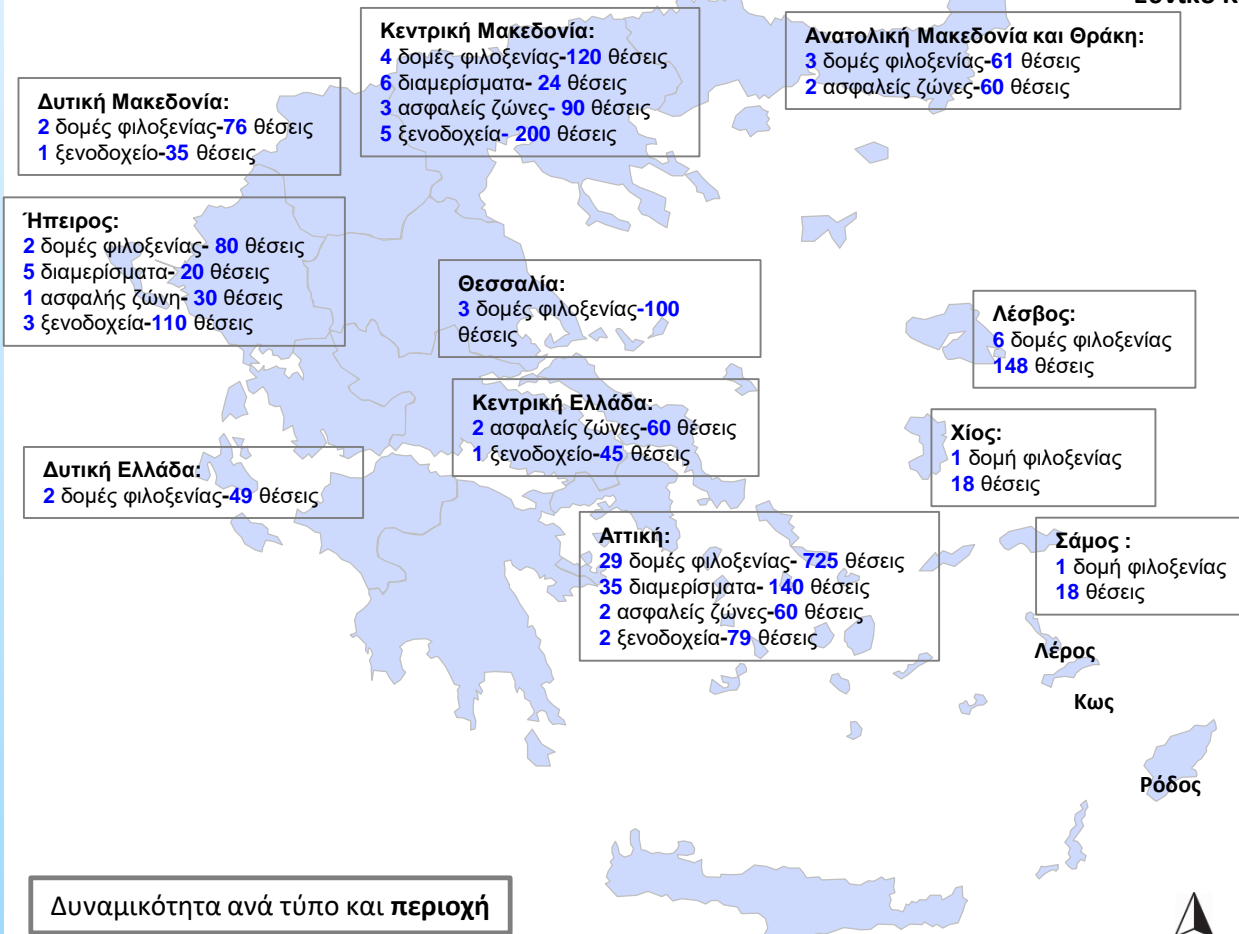 Κεντρική Μακεδονία:
4 δομές φιλοξενίας-120 θέσεις
6 διαμερίσματα- 24 θέσεις
3 ασφαλείς ζώνες- 90 θέσεις
5 ξενοδοχεία- 200 θέσεις
Ανατολική Μακεδονία και Θράκη:
3 δομές φιλοξενίας-61 θέσεις
2 ασφαλείς ζώνες-60 θέσεις
Δυτική Μακεδονία:
2 δομές φιλοξενίας-76 θέσεις
1 ξενοδοχείο-35 θέσεις
Ήπειρος:
2 δομές φιλοξενίας- 80 θέσεις
5 διαμερίσματα- 20 θέσεις
1 ασφαλής ζώνη- 30 θέσεις
3 ξενοδοχεία-110 θέσεις
Θεσσαλία:
3 δομές φιλοξενίας-100
θέσεις
Λέσβος:
6 δομές φιλοξενίας
148 θέσεις
Κεντρική Ελλάδα:
2 ασφαλείς ζώνες-60 θέσεις
1 ξενοδοχείο-45 θέσεις
Χίος:
1 δομή φιλοξενίας
18 θέσεις
Δυτική Ελλάδα:
2 δομές φιλοξενίας-49 θέσεις
Αττική:
29 δομές φιλοξενίας- 725 θέσεις
35 διαμερίσματα- 140 θέσεις
2 ασφαλείς ζώνες-60 θέσεις
2 ξενοδοχεία-79 θέσεις
Σάμος :
1 δομή φιλοξενίας
18 θέσεις
Λέρος
Κως
Ρόδος
Δυναμικότητα ανά τύπο και περιοχή